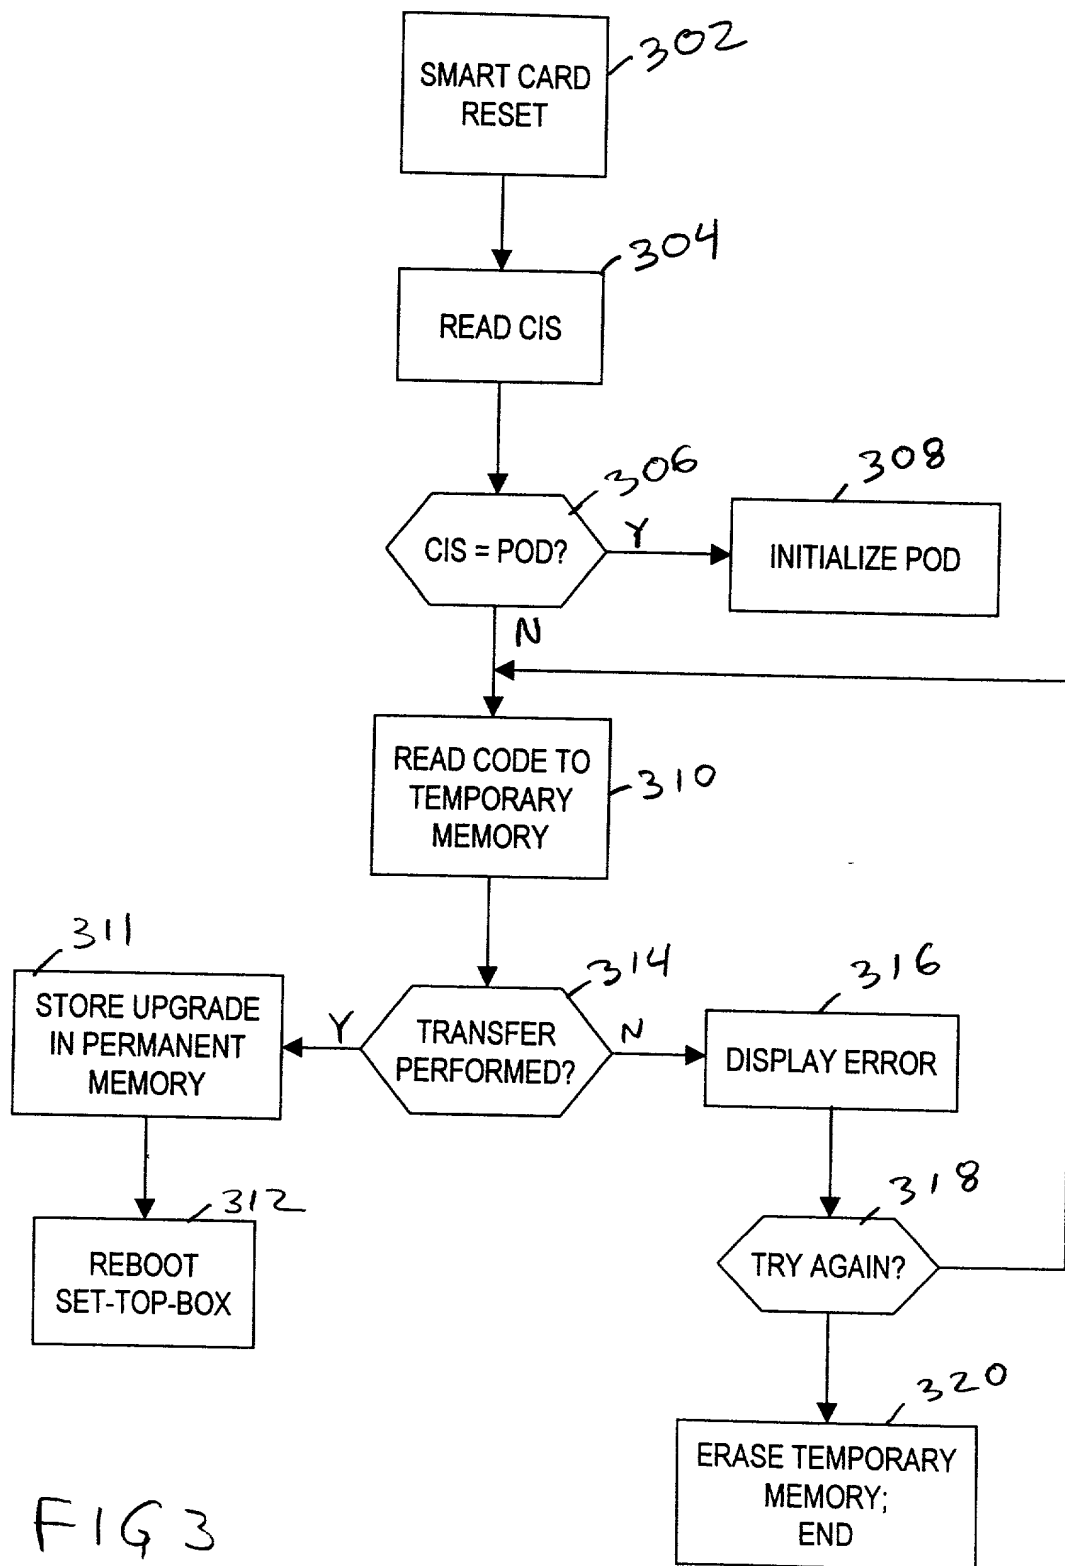 302
SMART CARD
RESET
304
READ CIS
306
308
CIS = POD?
Y
INITIALIZE POD
N
READ CODE TO
TEMPORARY
MEMORY
310
311
314
316
STORE UPGRADE
IN PERMANENT
MEMORY
Y
TRANSFER
PERFORMED?
N
DISPLAY ERROR
312
318
REBOOT
SET-TOP-BOX
TRY AGAIN?
320
ERASE TEMPORARY
MEMORY;
END
FIG 3